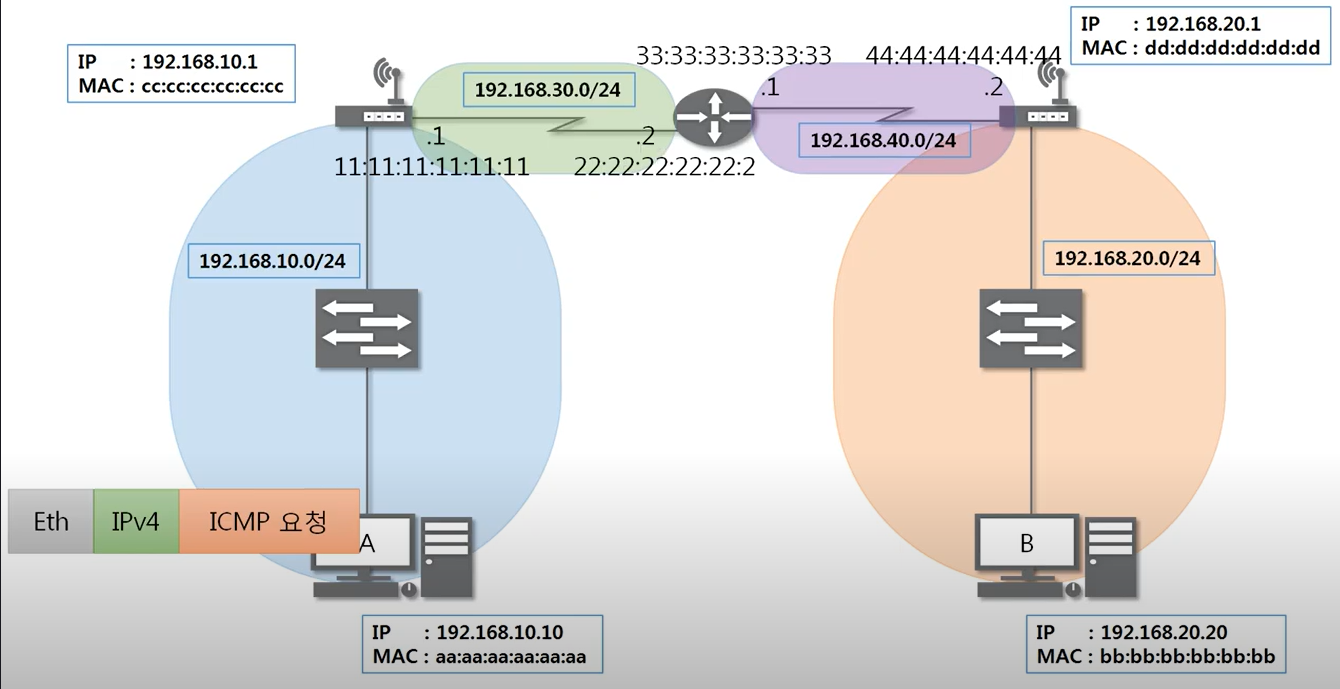 IP : 192.168.10.1
MAC : cc:cc:cc:cc:cc:cc
IP : 192.168.20.1
MAC : dd:dd:dd:dd:dd:dd
33:33:33:33:33:33
44:44:44:44:44:44
192.168.30.0/24
.1
.2
192.168.40.0/24
.1
.2
11:11:11:11:11:11
22:22:22:22:22:2
192.168.10.0/24
192.168.20.0/24
Eth
IPv4
ICMP 요청
A
B
IP : 192.168.10.10
MAC : aa:aa:aa:aa:aa:aa
IP : 192.168.20.20
MAC : bb:bb:bb:bb:bb:bb